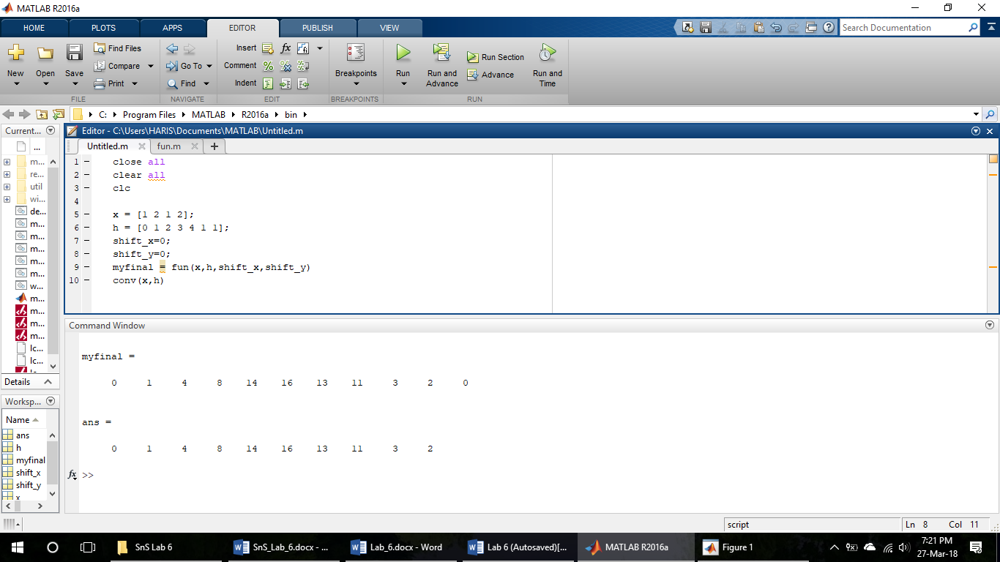 MATLAB R2016a
HOME PLOTS APPS EDITOR PUBLISH VIEW
Search Documentation
New Open Save
Find Files
Compare
Print
FILE
Go To
Find
NAVIGATE
Insert
Comment
Indent
EDIT
Breakpoints
BREAKPOINTS
Run
Run and Advance
Run Section
Advance
Run and Time
RUN
C: Program Files MATLAB R2016a bin
Current...
Editor - C:\Users\HARIS\Documents\MATLAB\Untitled.m
Untitled.m fun.m
...
m...
re...
util
wi...
de...
m...
m...
m...
m...
m...
w...
m...
m...
m...
m...
lc...
lc...
Details
1 close all
2 clear all
3 clc
4
5 x = [1 2 1 2];
6 h = [0 1 2 3 4 1 1];
7 shift_x=0;
8 shift_y=0;
9 myfinal = fun(x,h,shift_x,shift_y)
10 conv(x,h)
Command Window
myfinal =
0 1 4 8 14 16 13 11 3 2 0
ans =
0 1 4 8 14 16 13 11 3 2
fx >>
Worksp...
Name
ans
h
myfinal
shift_x
shift_y
x
script Ln 8 Col 11
SnS Lab 6 SnS_Lab_6.docx - ... Lab_6.docx - Word Lab 6 (Autosaved)[... MATLAB R2016a Figure 1
7:21 PM
27-Mar-18